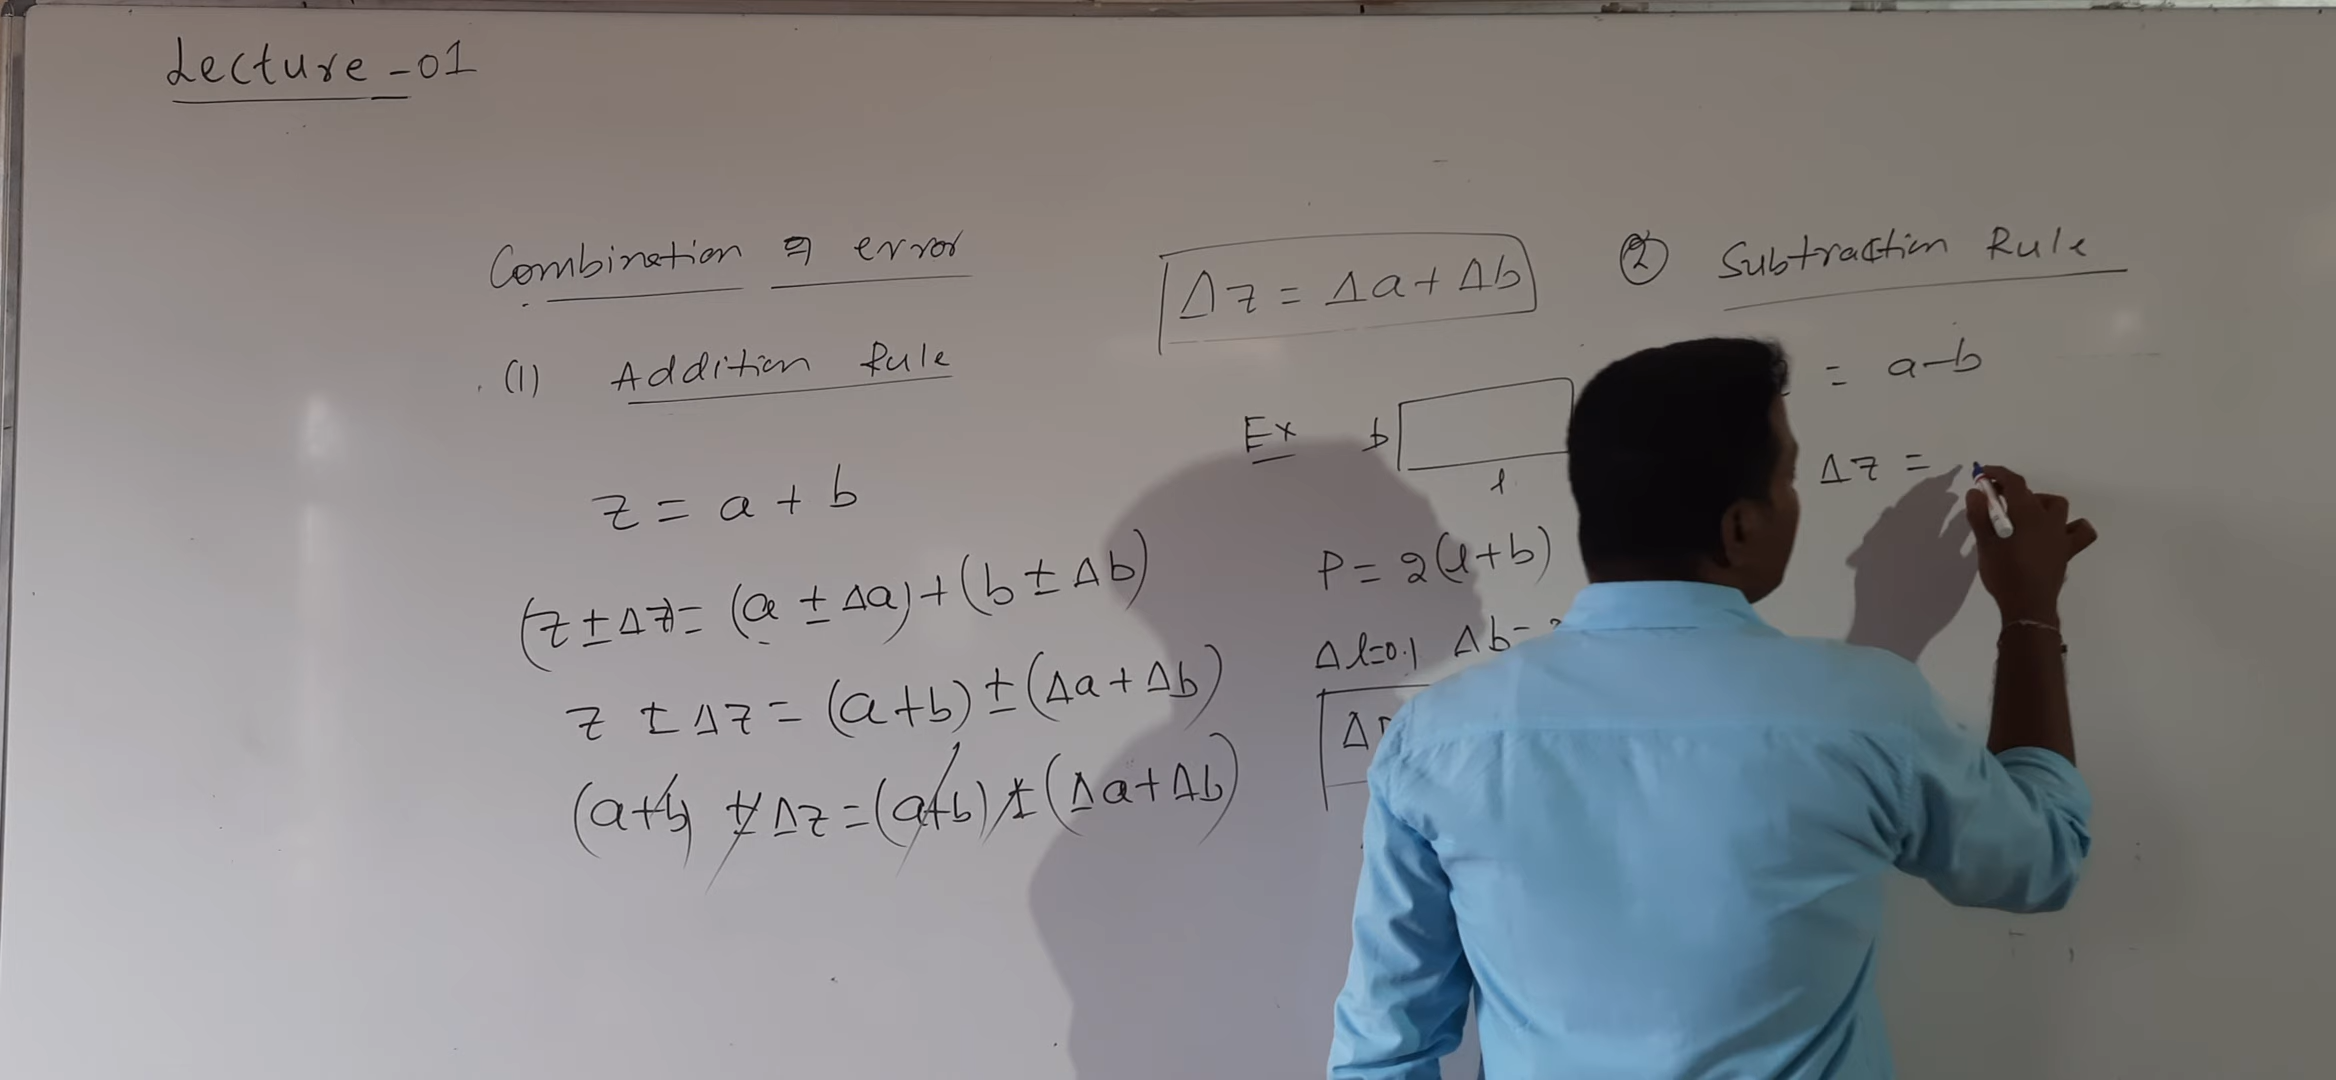 Lecture-01
Combination of error
(1) Addition Rule
z = a + b
(z ± Δz) = (a ± Δa) + (b ± Δb)
z ± Δz = (a+b) ± (Δa + Δb)
(a+b) ± Δz = (a+b) ± (Δa + Δb)
Δz = Δa + Δb
Ex b
l
P = 2(l+b)
Δl=0.1 Δb=
Δ
② Subtraction Rule
= a-b
Δz =